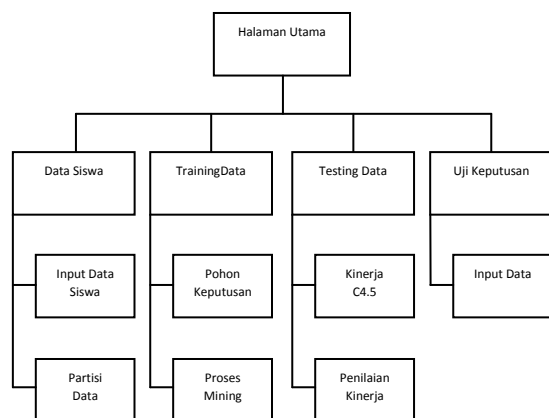 Halaman Utama
Data Siswa
TrainingData
Testing Data
Uji Keputusan
Input Data
Siswa
Pohon
Keputusan
Kinerja
C4.5
Input Data
Partisi
Data
Proses
Mining
Penilaian
Kinerja